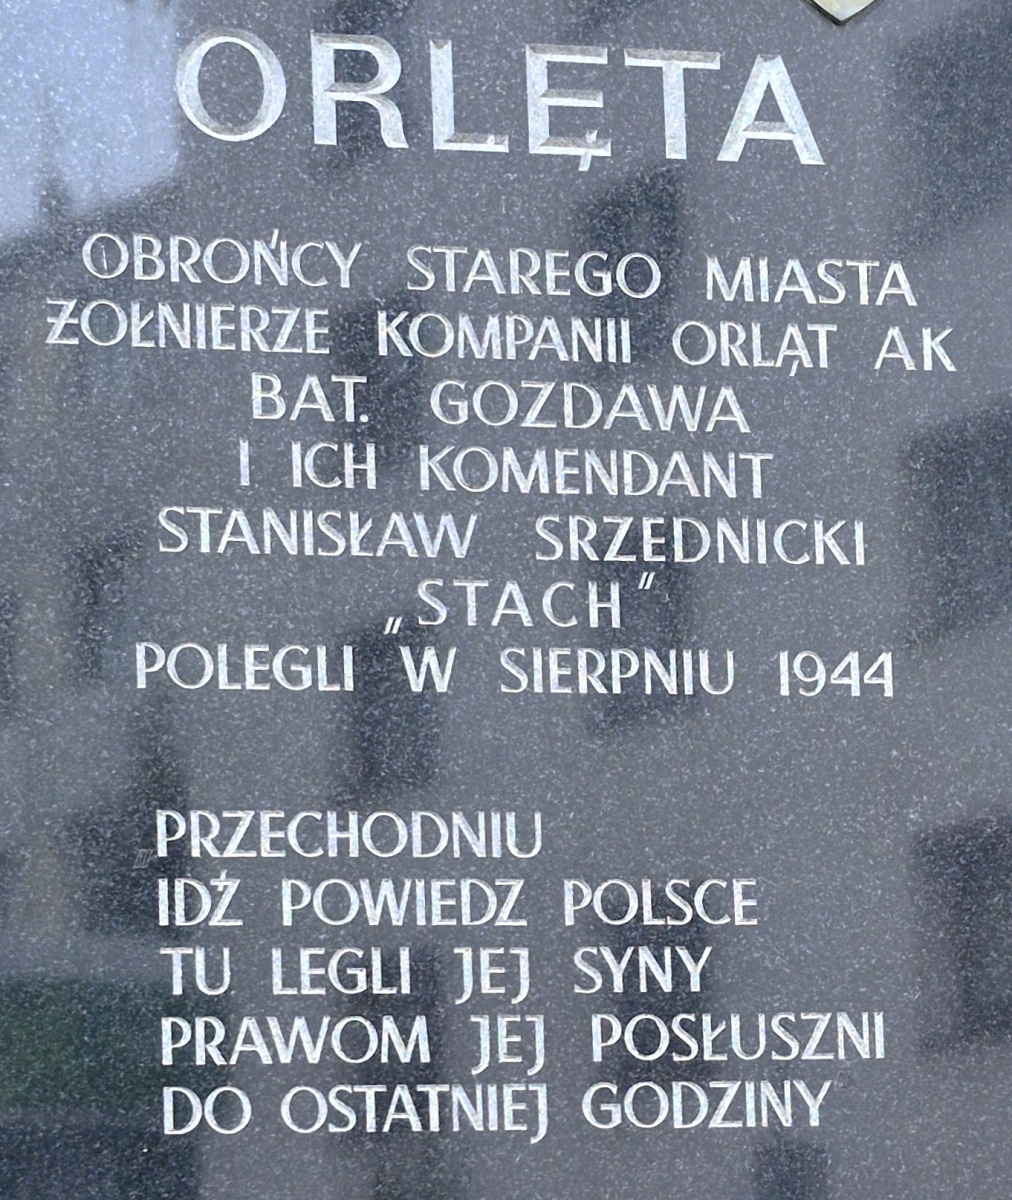 ORLĘTA
OBROŃCY STAREGO MIASTA
ŻOŁNIERZE KOMPANII ORLĄT AK
BAT. GOZDAWA
I ICH KOMENDANT
STANISŁAW SRZEDNICKI
„STACH”
POLEGLI W SIERPNIU 1944
PRZECHODNIU
IDŹ POWIEDZ POLSCE
TU LEGLI JEJ SYNY
PRAWOM JEJ POSŁUSZNI
DO OSTATNIEJ GODZINY